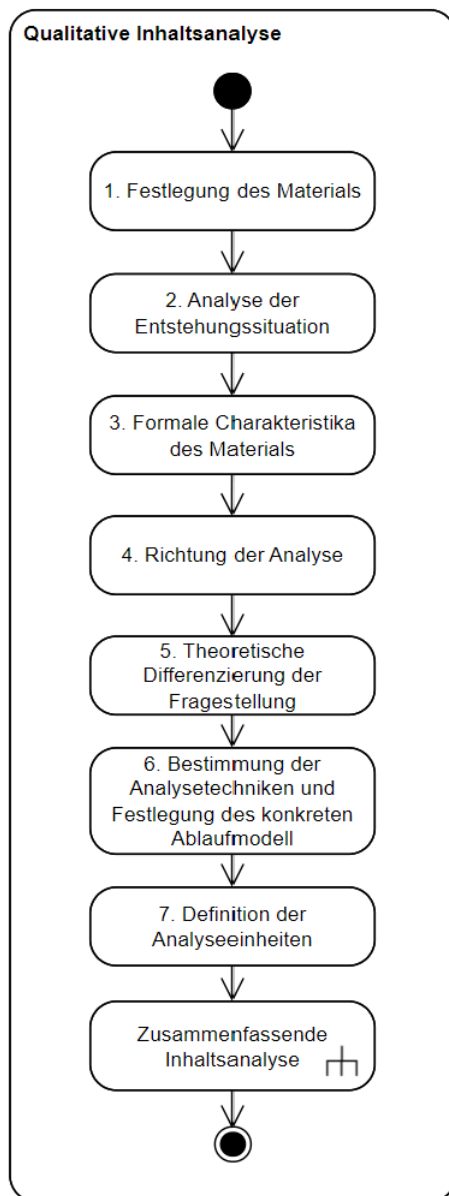 Qualitative Inhaltsanalyse
1. Festlegung des Materials
2. Analyse der
Entstehungssituation
3. Formale Charakteristika
des Materials
4. Richtung der Analyse
5. Theoretische
Differenzierung der
Fragestellung
6. Bestimmung der
Analysetechniken und
Festlegung des konkreten
Ablaufmodell
7. Definition der
Analyseeinheiten
Zusammenfassende
Inhaltsanalyse